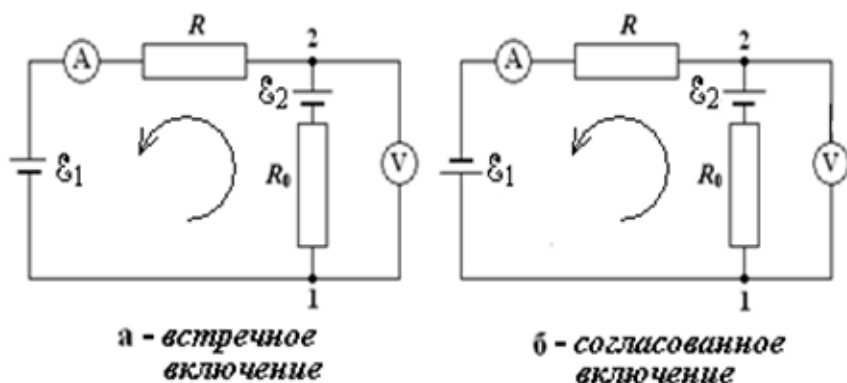 R
2
A
ℰ2
ℰ1
R0
V
1
а - встречное
включение
R
2
A
ℰ2
ℰ1
R0
V
1
б - согласованное
включение